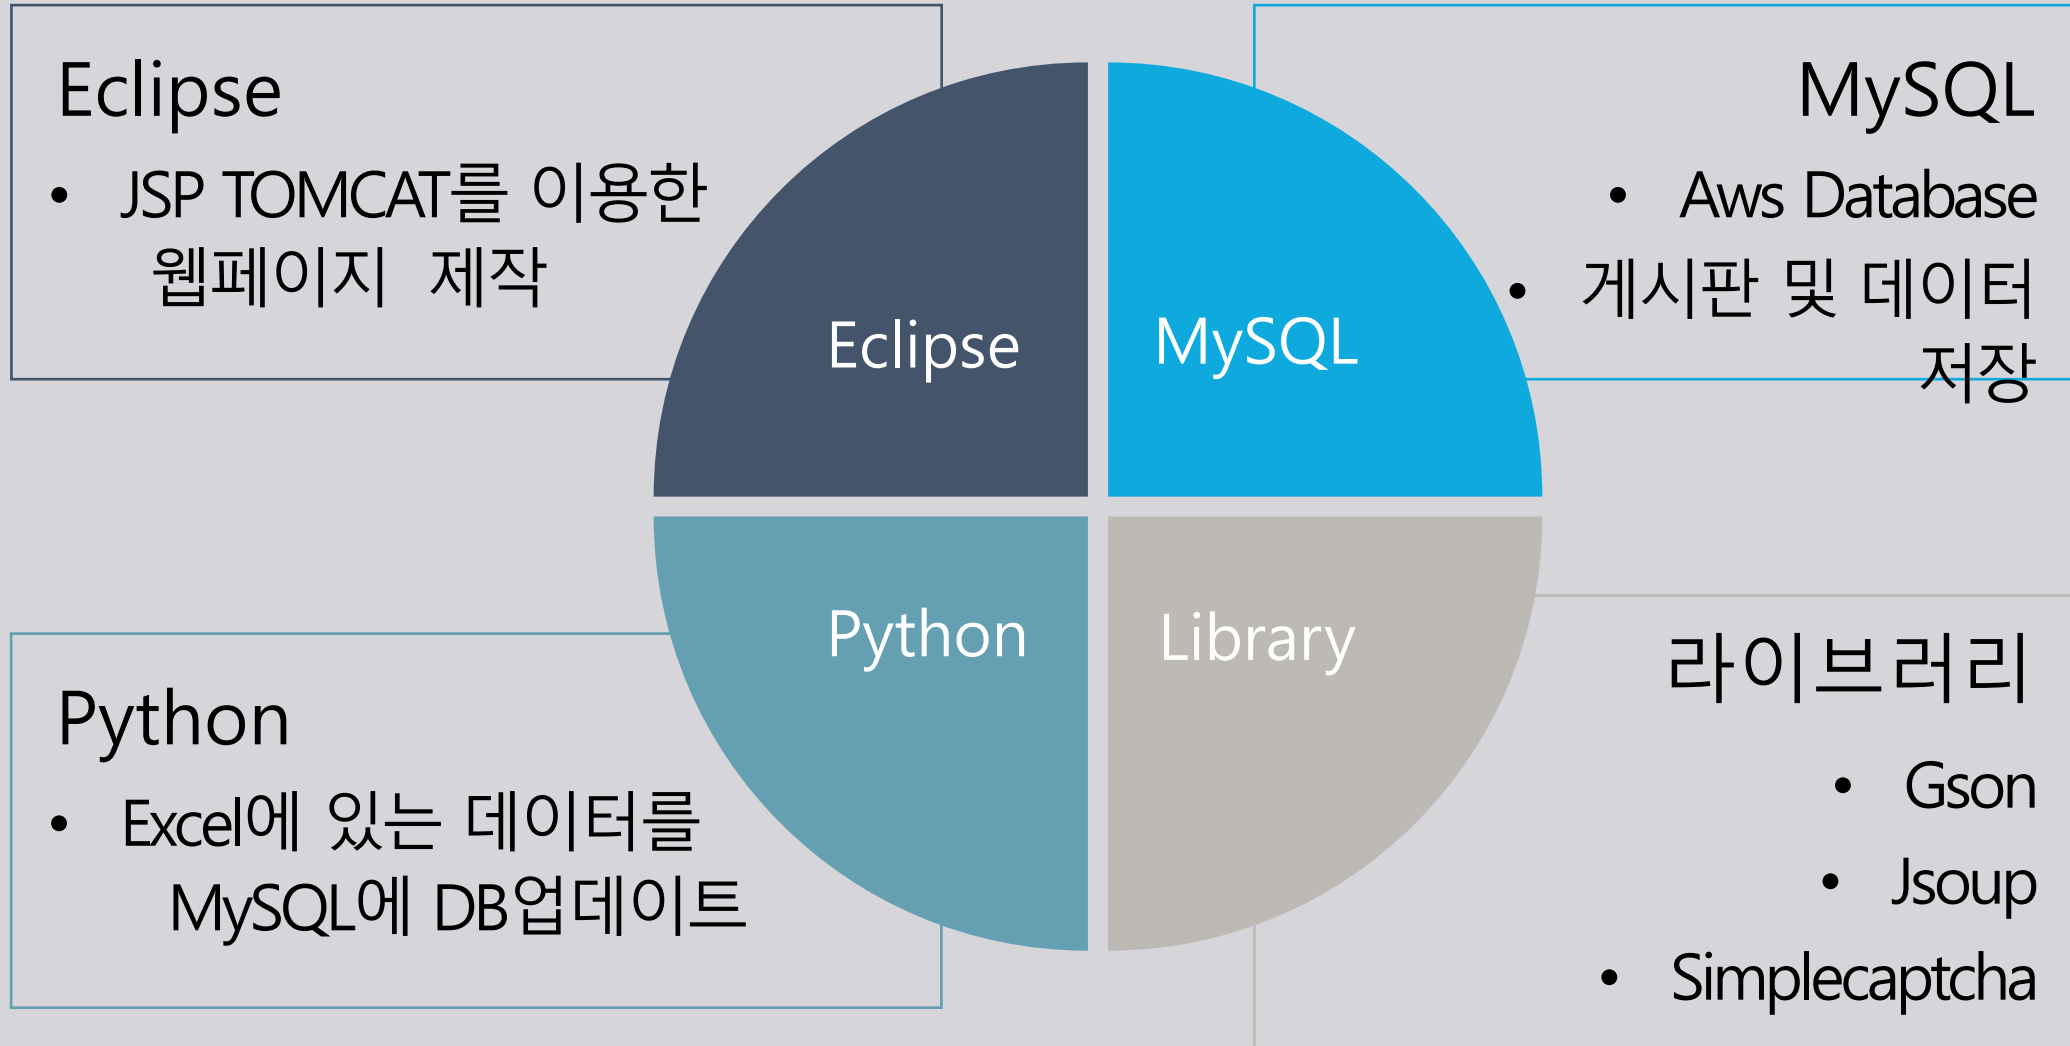 Eclipse
• JSP TOMCAT를 이용한
웹페이지 제작
MySQL
• Aws Database
• 게시판 및 데이터
저장
Eclipse
MySQL
Python
Library
Python
• Excel에 있는 데이터를
MySQL에 DB업데이트
라이브러리
• Gson
• Jsoup
• Simplecaptcha